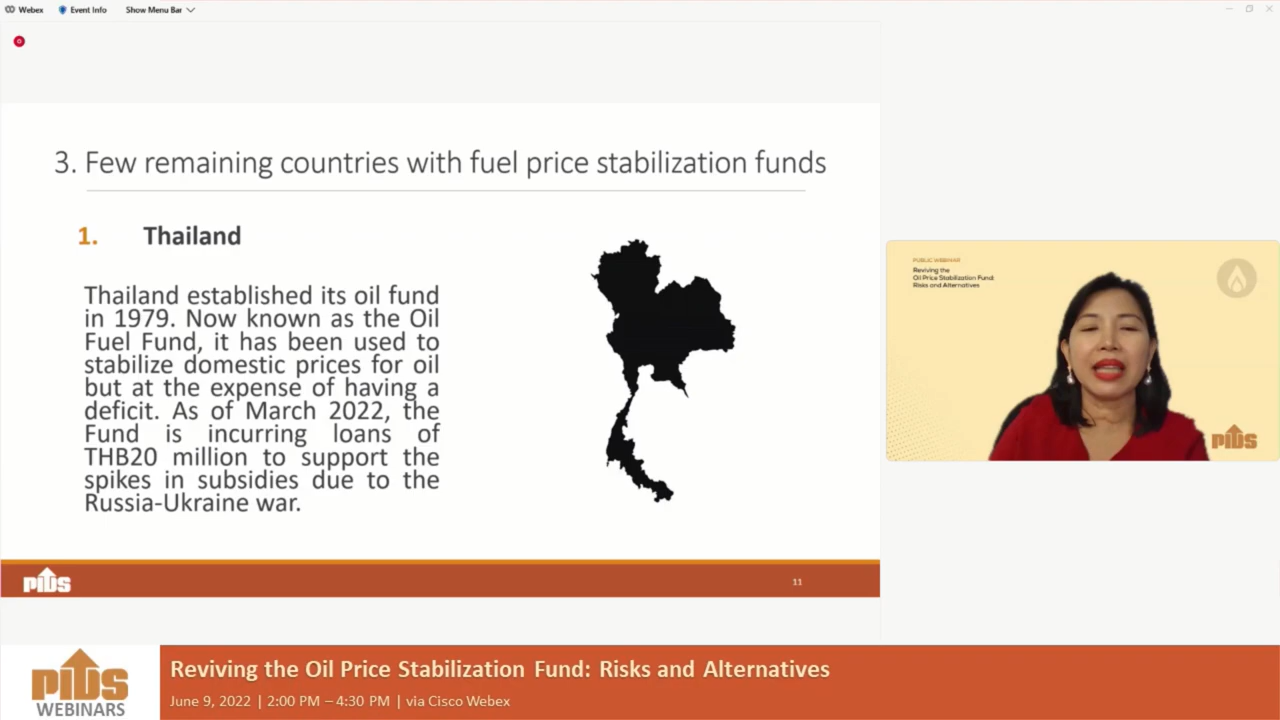 Webex Event Info Show Menu Bar
3. Few remaining countries with fuel price stabilization funds
1. Thailand
Thailand established its oil fund
in 1979. Now known as the Oil
Fuel Fund, it has been used to
stabilize domestic prices for oil
but at the expense of having a
deficit. As of March 2022, the
Fund is incurring loans of
THB20 million to support the
spikes in subsidies due to the
Russia-Ukraine war.
PIDS
11
PUBLIC WEBINAR
Reviving the
Oil Price Stabilization Fund:
Risks and Alternatives
PIDS
PIDS
WEBINARS
Reviving the Oil Price Stabilization Fund: Risks and Alternatives
June 9, 2022 | 2:00 PM – 4:30 PM | via Cisco Webex